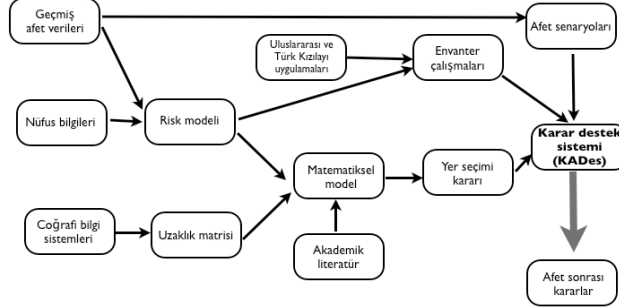 Geçmiş
afet verileri
Afet senaryoları
Uluslararası ve
Türk Kızılayı
uygulamaları
Envanter
çalışmaları
Nüfus bilgileri
Risk modeli
Karar destek
sistemi
(KADes)
Matematiksel
model
Yer seçimi
kararı
Coğrafi bilgi
sistemleri
Uzaklık matrisi
Akademik
literatür
Afet sonrası
kararlar